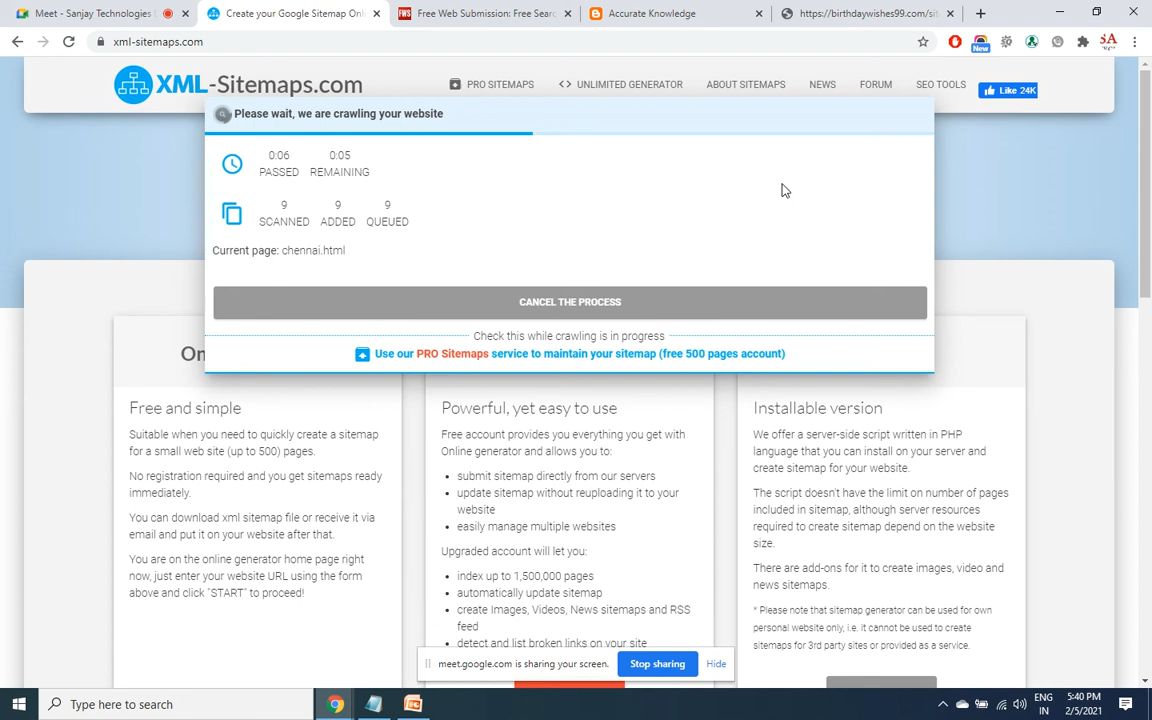 Meet - Sanjay Technologies
Create your Google Sitemap Onl
Free Web Submission: Free Sear
Accurate Knowledge
https://birthdaywishes99.com/sit
xml-sitemaps.com
New
XML-Sitemaps.com
PRO SITEMAPS
UNLIMITED GENERATOR
ABOUT SITEMAPS
NEWS
FORUM
SEO TOOLS
Like 24K
Please wait, we are crawling your website
0:06 0:05
PASSED REMAINING
9 9 9
SCANNED ADDED QUEUED
Current page: chennai.html
CANCEL THE PROCESS
Check this while crawling is in progress
Use our PRO Sitemaps service to maintain your sitemap (free 500 pages account)
Free and simple
Suitable when you need to quickly create a sitemap
for a small web site (up to 500) pages.
No registration required and you get sitemaps ready
immediately.
You can download xml sitemap file or receive it via
email and put it on your website after that.
You are on the online generator home page right
now, just enter your website URL using the form
above and click "START" to proceed!
Powerful, yet easy to use
Free account provides you everything you get with
Online generator and allows you to:
submit sitemap directly from our servers
update sitemap without reuploading it to your
website
easily manage multiple websites
Upgraded account will let you:
index up to 1,500,000 pages
automatically update sitemap
create Images, Videos, News sitemaps and RSS
feed
detect and list broken links on your site
Installable version
We offer a server-side script written in PHP
language that you can install on your server and
create sitemap for your website.
The script doesn't have the limit on number of pages
included in sitemap, although server resources
required to create sitemap depend on the website
size.
There are add-ons for it to create images, video and
news sitemaps.
* Please note that sitemap generator can be used for own
personal website only, i.e. it cannot be used to create
sitemaps for 3rd party sites or provided as a service.
meet.google.com is sharing your screen.
Stop sharing
Hide
Type here to search
ENG
IN
5:40 PM
2/5/2021